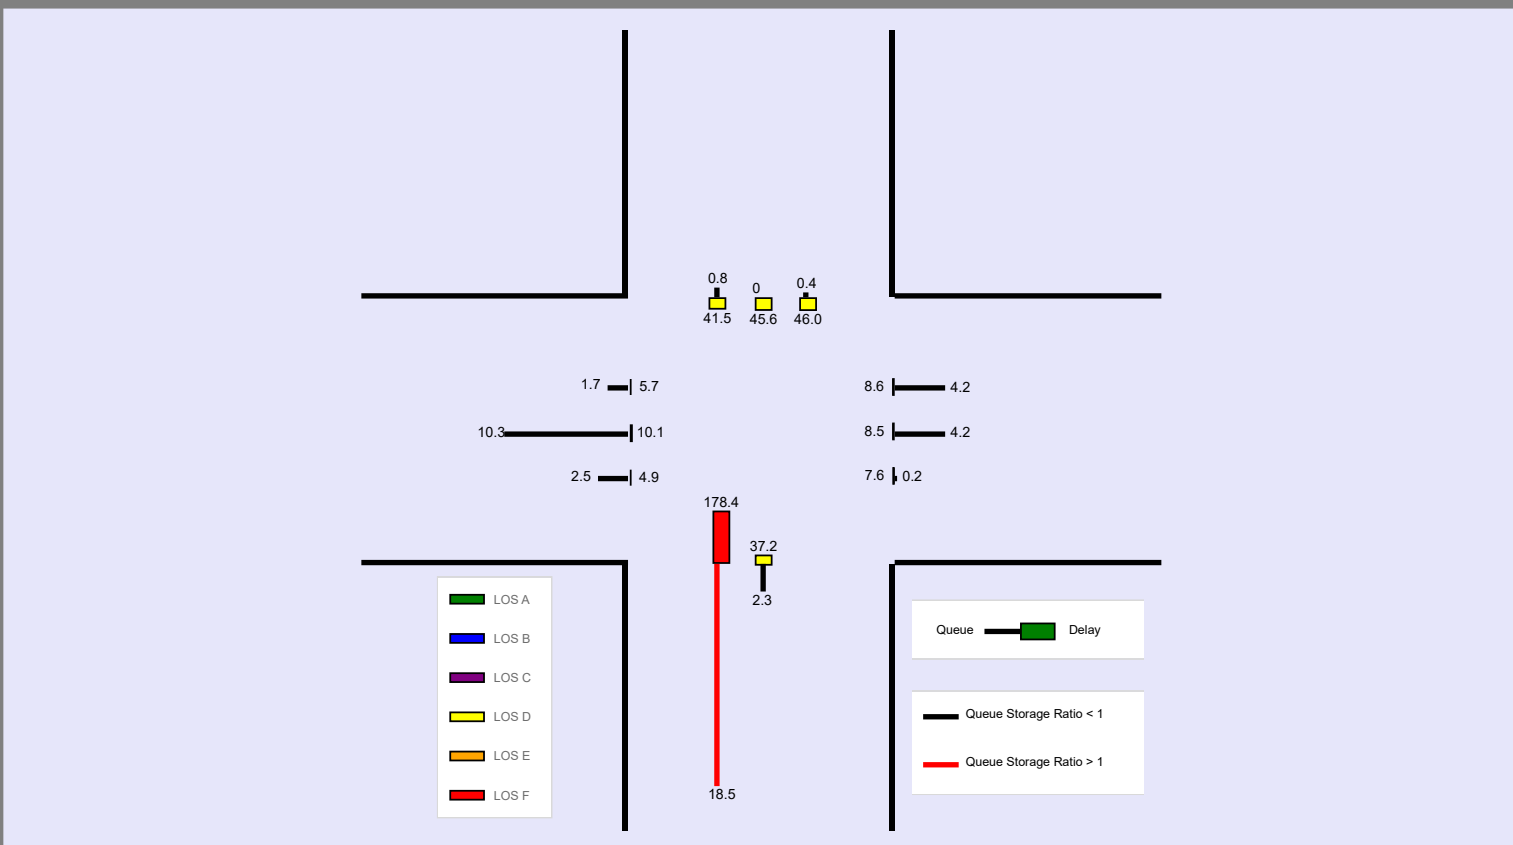 0.8
0
0.4
41.5
45.6
46.0
1.7
5.7
8.6
4.2
10.3
10.1
8.5
4.2
2.5
4.9
7.6
0.2
178.4
37.2
2.3
18.5
LOS A
LOS B
LOS C
LOS D
LOS E
LOS F
Queue
Delay
Queue Storage Ratio < 1
Queue Storage Ratio > 1